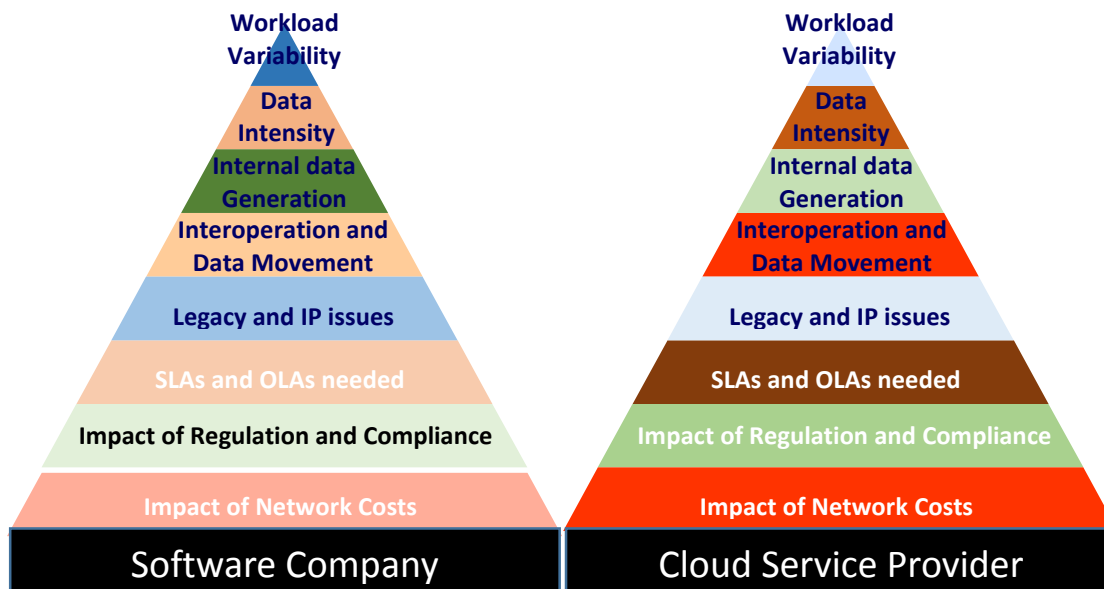 Workload
Variability
Data
Intensity
Internal data
Generation
Interoperation and
Data Movement
Legacy and IP issues
SLAs and OLAs needed
Impact of Regulation and Compliance
Impact of Network Costs
Software Company
Workload
Variability
Data
Intensity
Internal data
Generation
Interoperation and
Data Movement
Legacy and IP issues
SLAs and OLAs needed
Impact of Regulation and Compliance
Impact of Network Costs
Cloud Service Provider